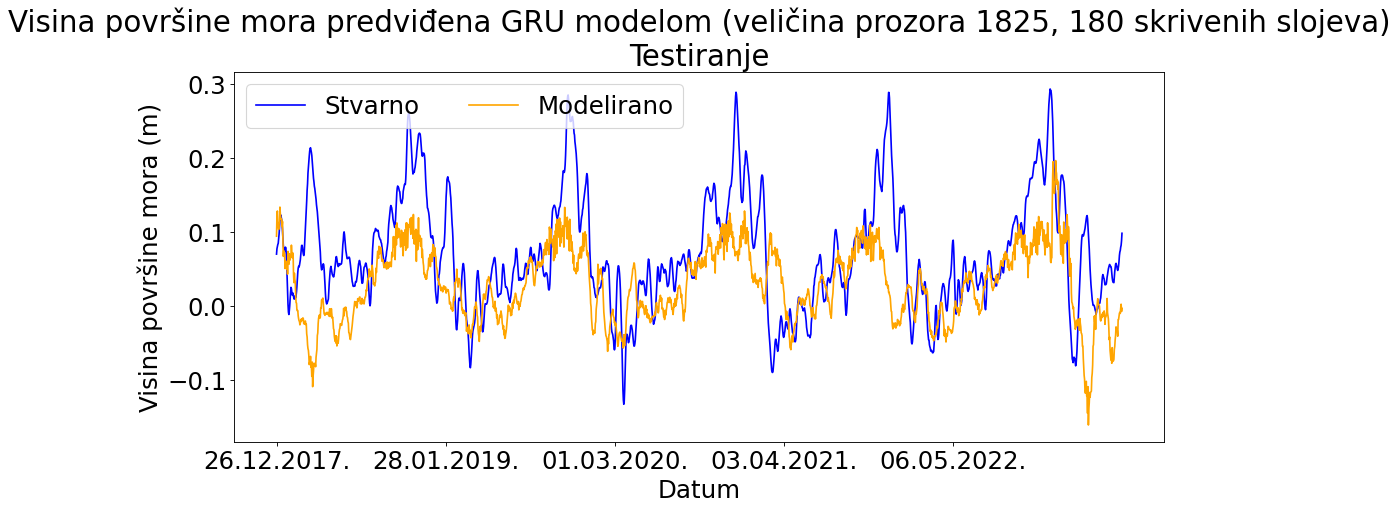 Visina površine mora predviđena GRU modelom (veličina prozora 1825, 180 skrivenih slojeva)
Testiranje
Stvarno Modelirano
Visina površine mora (m)
0.3
0.2
0.1
0.0
−0.1
26.12.2017. 28.01.2019. 01.03.2020. 03.04.2021. 06.05.2022.
Datum